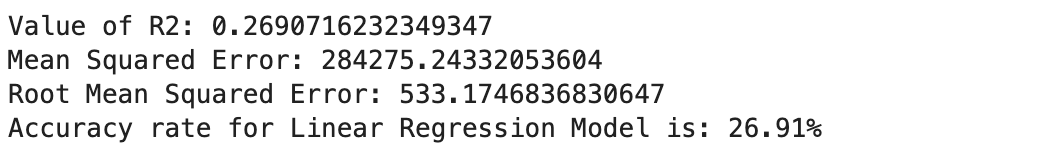 Value of R2: 0.2690716232349347
Mean Squared Error: 284275.24332053604
Root Mean Squared Error: 533.1746836830647
Accuracy rate for Linear Regression Model is: 26.91%